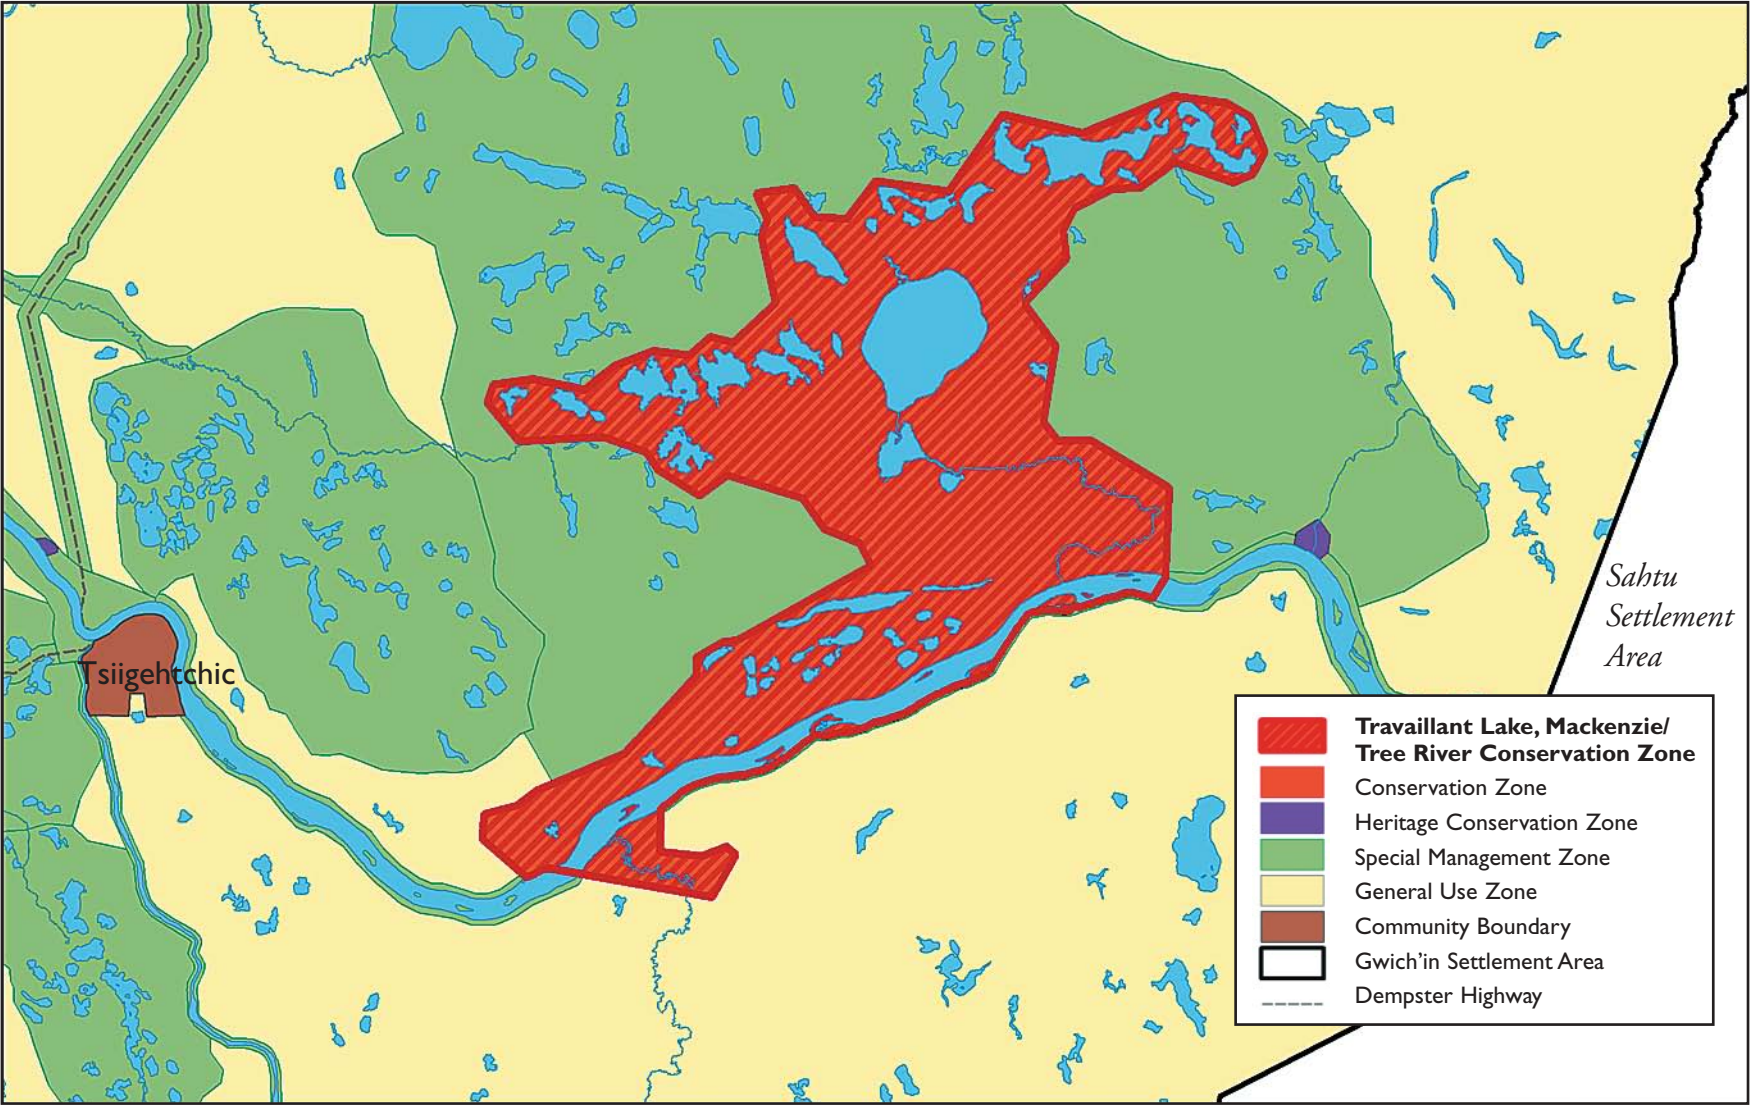 Tsiigehtchic
Sahtu
Settlement
Area
Travaillant Lake, Mackenzie/
Tree River Conservation Zone
Conservation Zone
Heritage Conservation Zone
Special Management Zone
General Use Zone
Community Boundary
Gwich'in Settlement Area
Dempster Highway